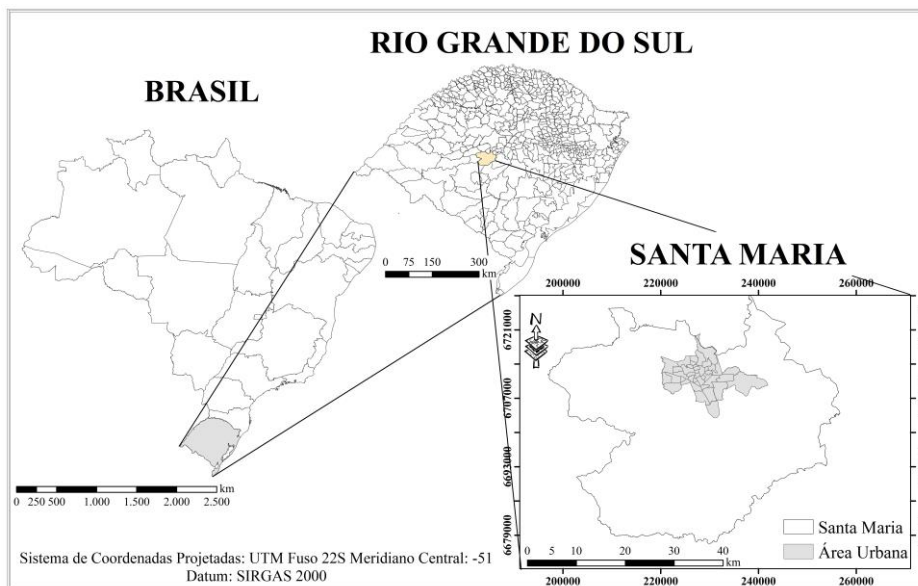 RIO GRANDE DO SUL
BRASIL
0 75 150 300
km
SANTA MARIA
200000 220000 240000 260000
N
6721000
6707000
6693000
6679000
km
0 250 500 1.000 1.500 2.000 2.500
Santa Maria
Área Urbana
km
0 5 10 20 30 40
200000 220000 240000 260000
Sistema de Coordenadas Projetadas: UTM Fuso 22S Meridiano Central: -51
Datum: SIRGAS 2000